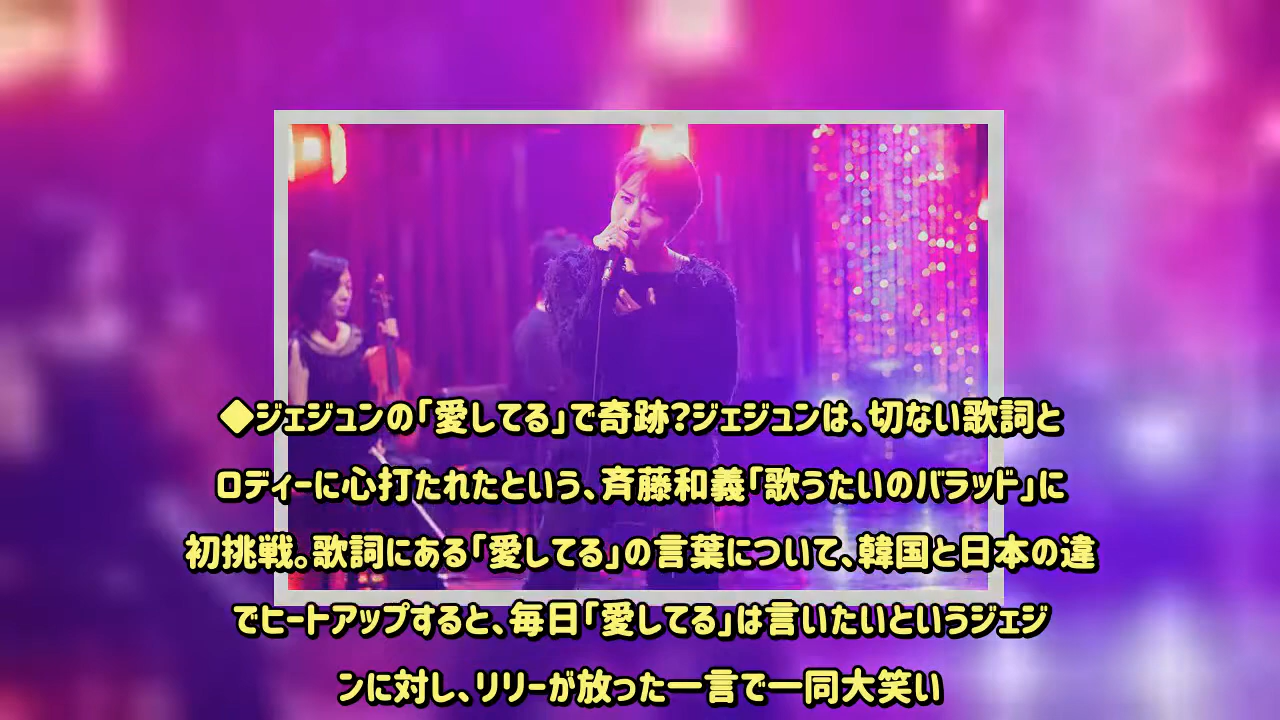 ◆ジェジュンの「愛してる」で奇跡?ジェジュンは、切ない歌詞と
ロディーに心打たれたという、斉藤和義「歌うたいのバラッド」に
初挑戦。歌詞にある「愛してる」の言葉について、韓国と日本の違
でヒートアップすると、毎日「愛してる」は言いたいというジェジ
ンに対し、リリーが放った一言で一同大笑い